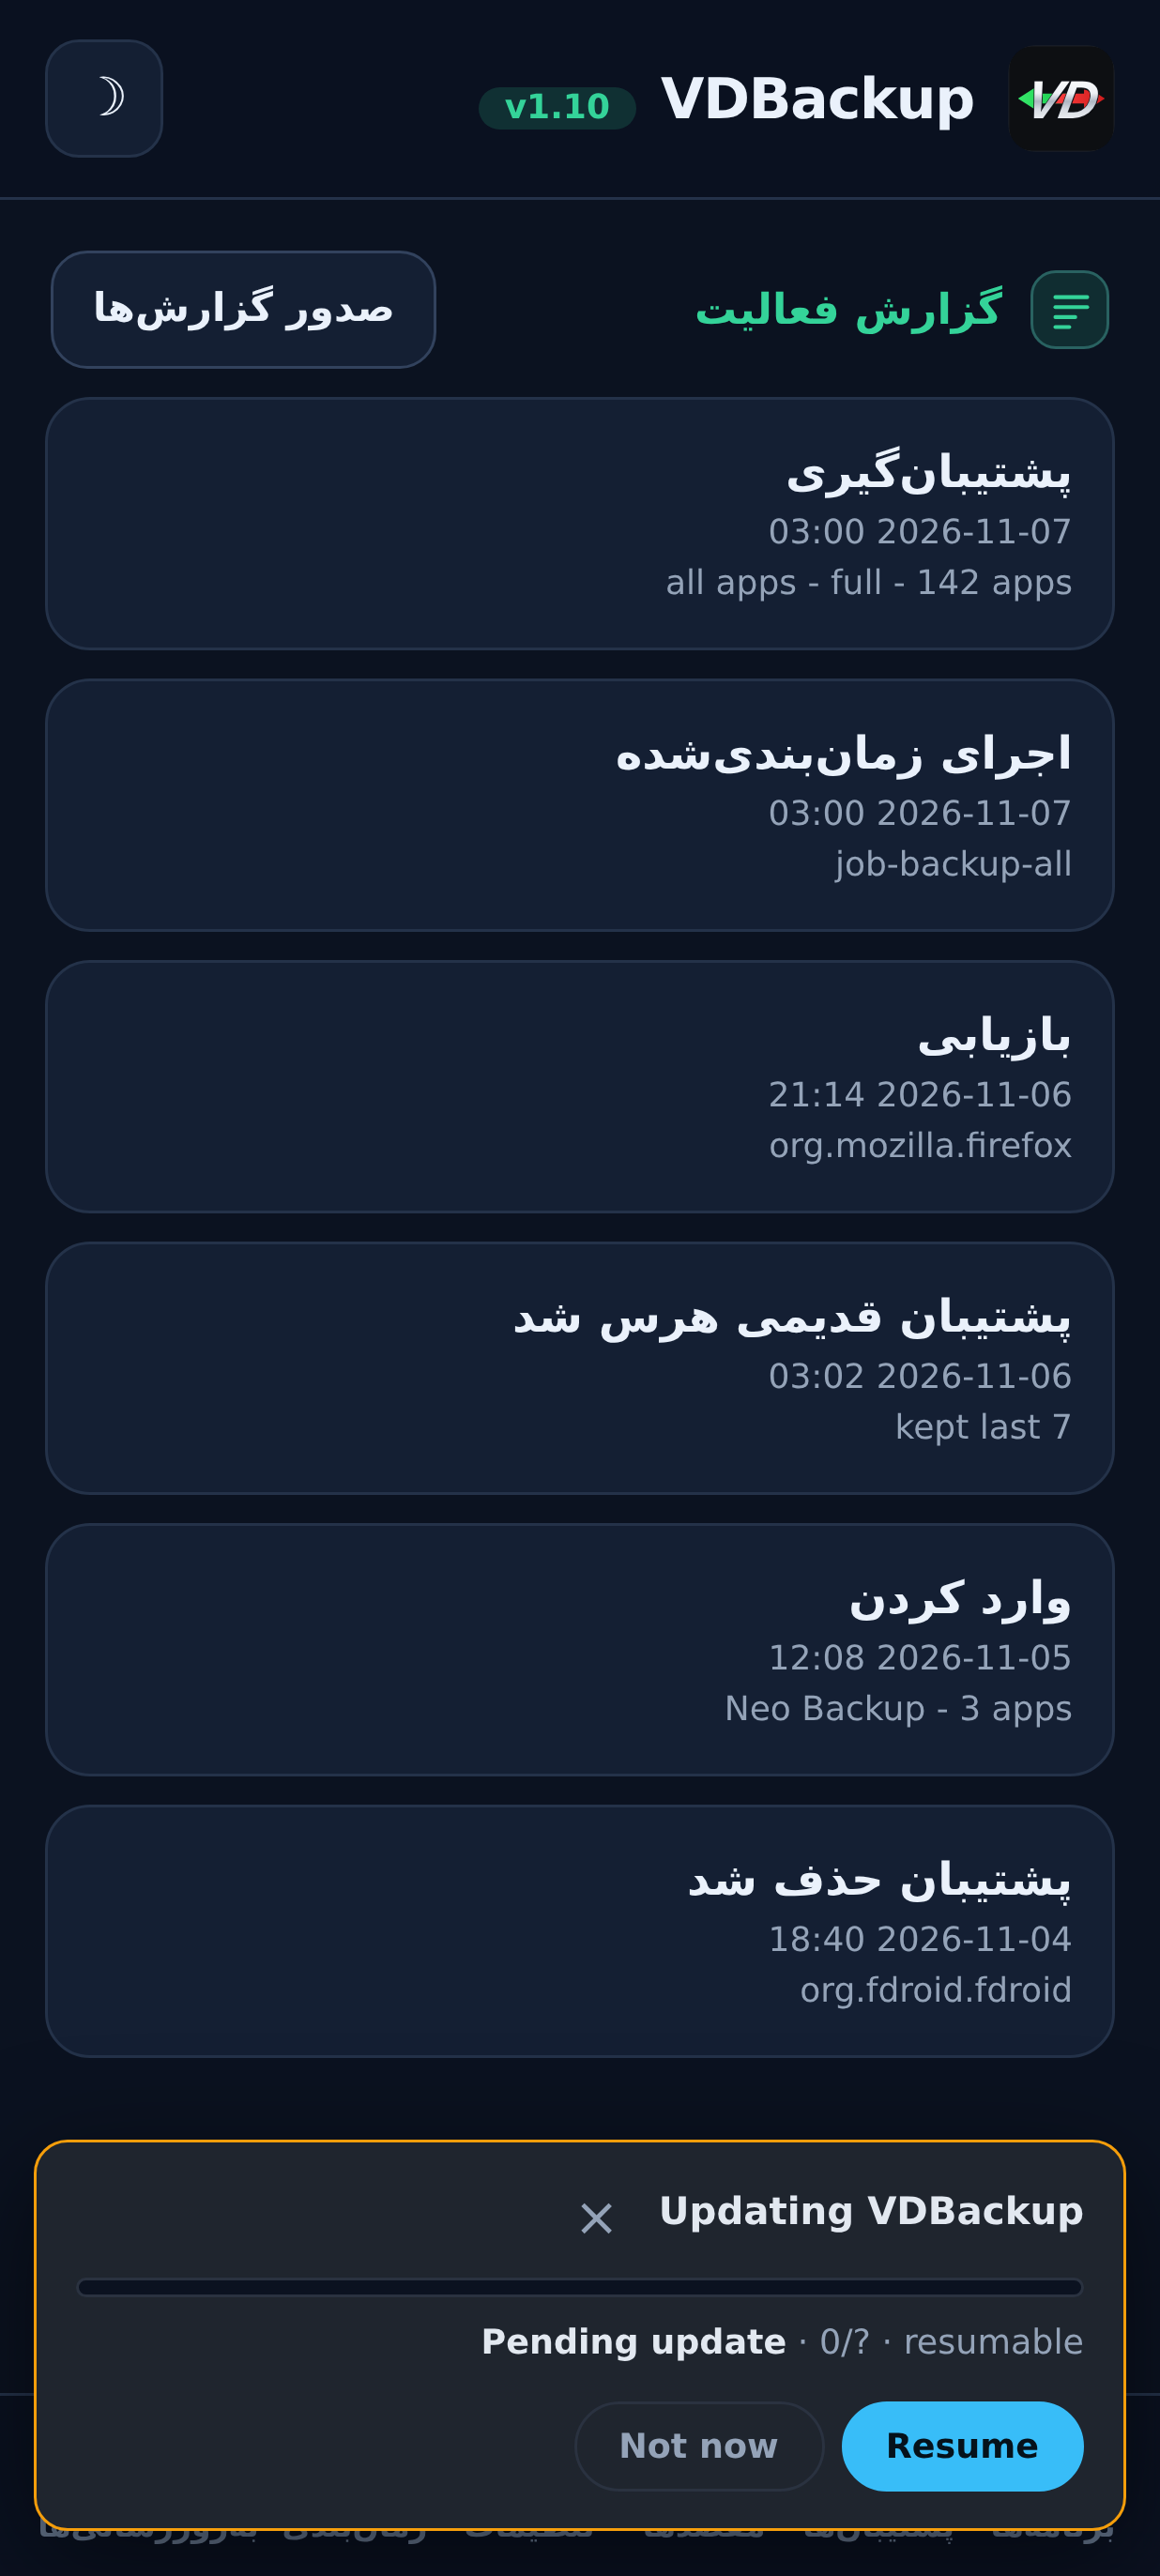 VD VDBackup v1.10
گزارش فعالیت
صدور گزارش‌ها
پشتیبان‌گیری
03:00 2026-11-07
all apps - full - 142 apps
اجرای زمان‌بندی‌شده
03:00 2026-11-07
job-backup-all
بازیابی
21:14 2026-11-06
org.mozilla.firefox
پشتیبان قدیمی هرس شد
03:02 2026-11-06
kept last 7
وارد کردن
12:08 2026-11-05
Neo Backup - 3 apps
پشتیبان حذف شد
18:40 2026-11-04
org.fdroid.fdroid
Updating VDBackup ×
Pending update · 0/? · resumable
Resume
Not now